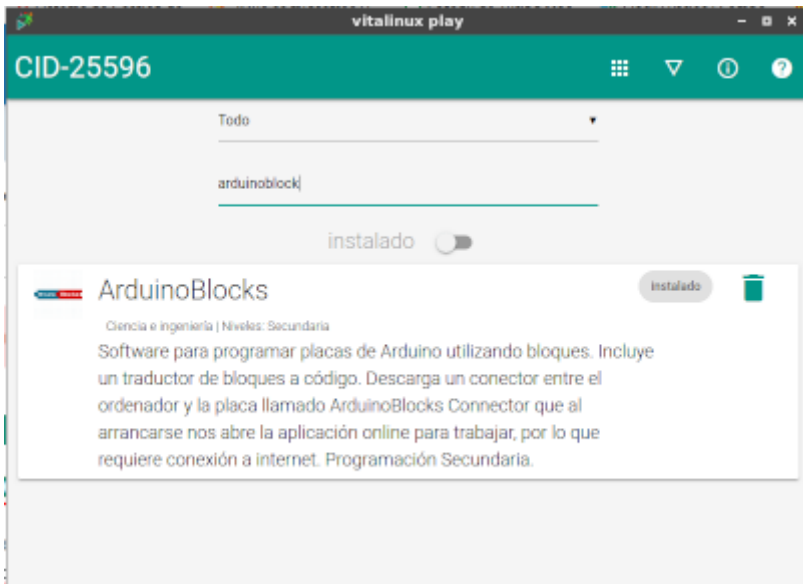 vitalinux play
CID-25596
Todo
arduinoblock
instalado
ArduinoBlocks
instalado
Ciencia e ingeniería | Niveles: Secundaria
Software para programar placas de Arduino utilizando bloques. Incluye
un traductor de bloques a código. Descarga un conector entre el
ordenador y la placa llamado ArduinoBlocks Connector que al
arrancarse nos abre la aplicación online para trabajar, por lo que
requiere conexión a internet. Programación Secundaria.